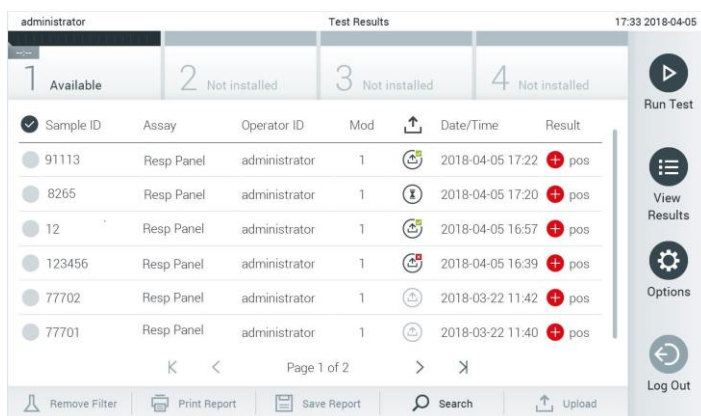 administrator Test Results 17:33 2018-04-05
--:--
1 Available 2 Not installed 3 Not installed 4 Not installed
Run Test
Sample ID Assay Operator ID Mod Date/Time Result
91113 Resp Panel administrator 1 2018-04-05 17:22 pos
8265 Resp Panel administrator 1 2018-04-05 17:20 pos
View
Results
12 Resp Panel administrator 1 2018-04-05 16:57 pos
123456 Resp Panel administrator 1 2018-04-05 16:39 pos
Options
77702 Resp Panel administrator 1 2018-03-22 11:42 pos
77701 Resp Panel administrator 1 2018-03-22 11:40 pos
Page 1 of 2
Log Out
Remove Filter Print Report Save Report Search Upload